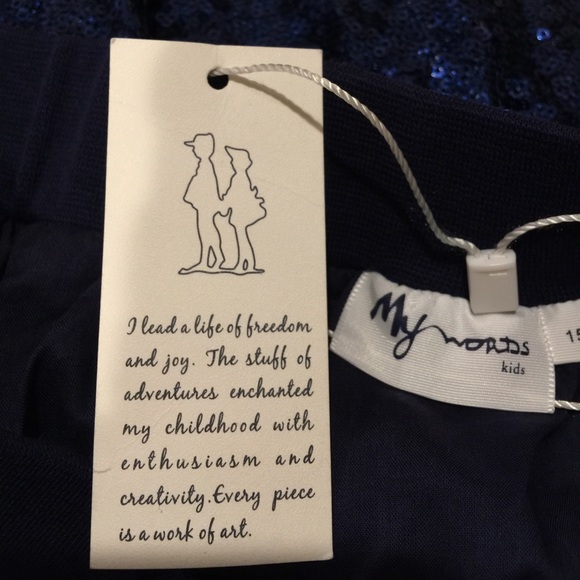 I lead a life of freedom
and joy. The stuff of
adventures enchanted
my childhood with
enthusiasm and
creativity.Every piece
is a work of art.
My WORDS
kids